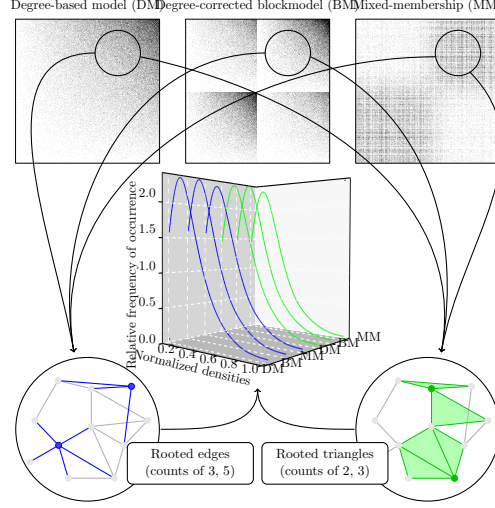 Degree-based model (DM)
Degree-corrected blockmodel (BM)
Mixed-membership (MM
Relative frequency of occurrence
2.0
1.5
1.0
0.5
0.0
0.2
0.4
0.6
0.8
1.0
Normalized densities
DM
BM
MM
DM
BM
MM
Rooted edges
(counts of 3, 5)
Rooted triangles
(counts of 2, 3)